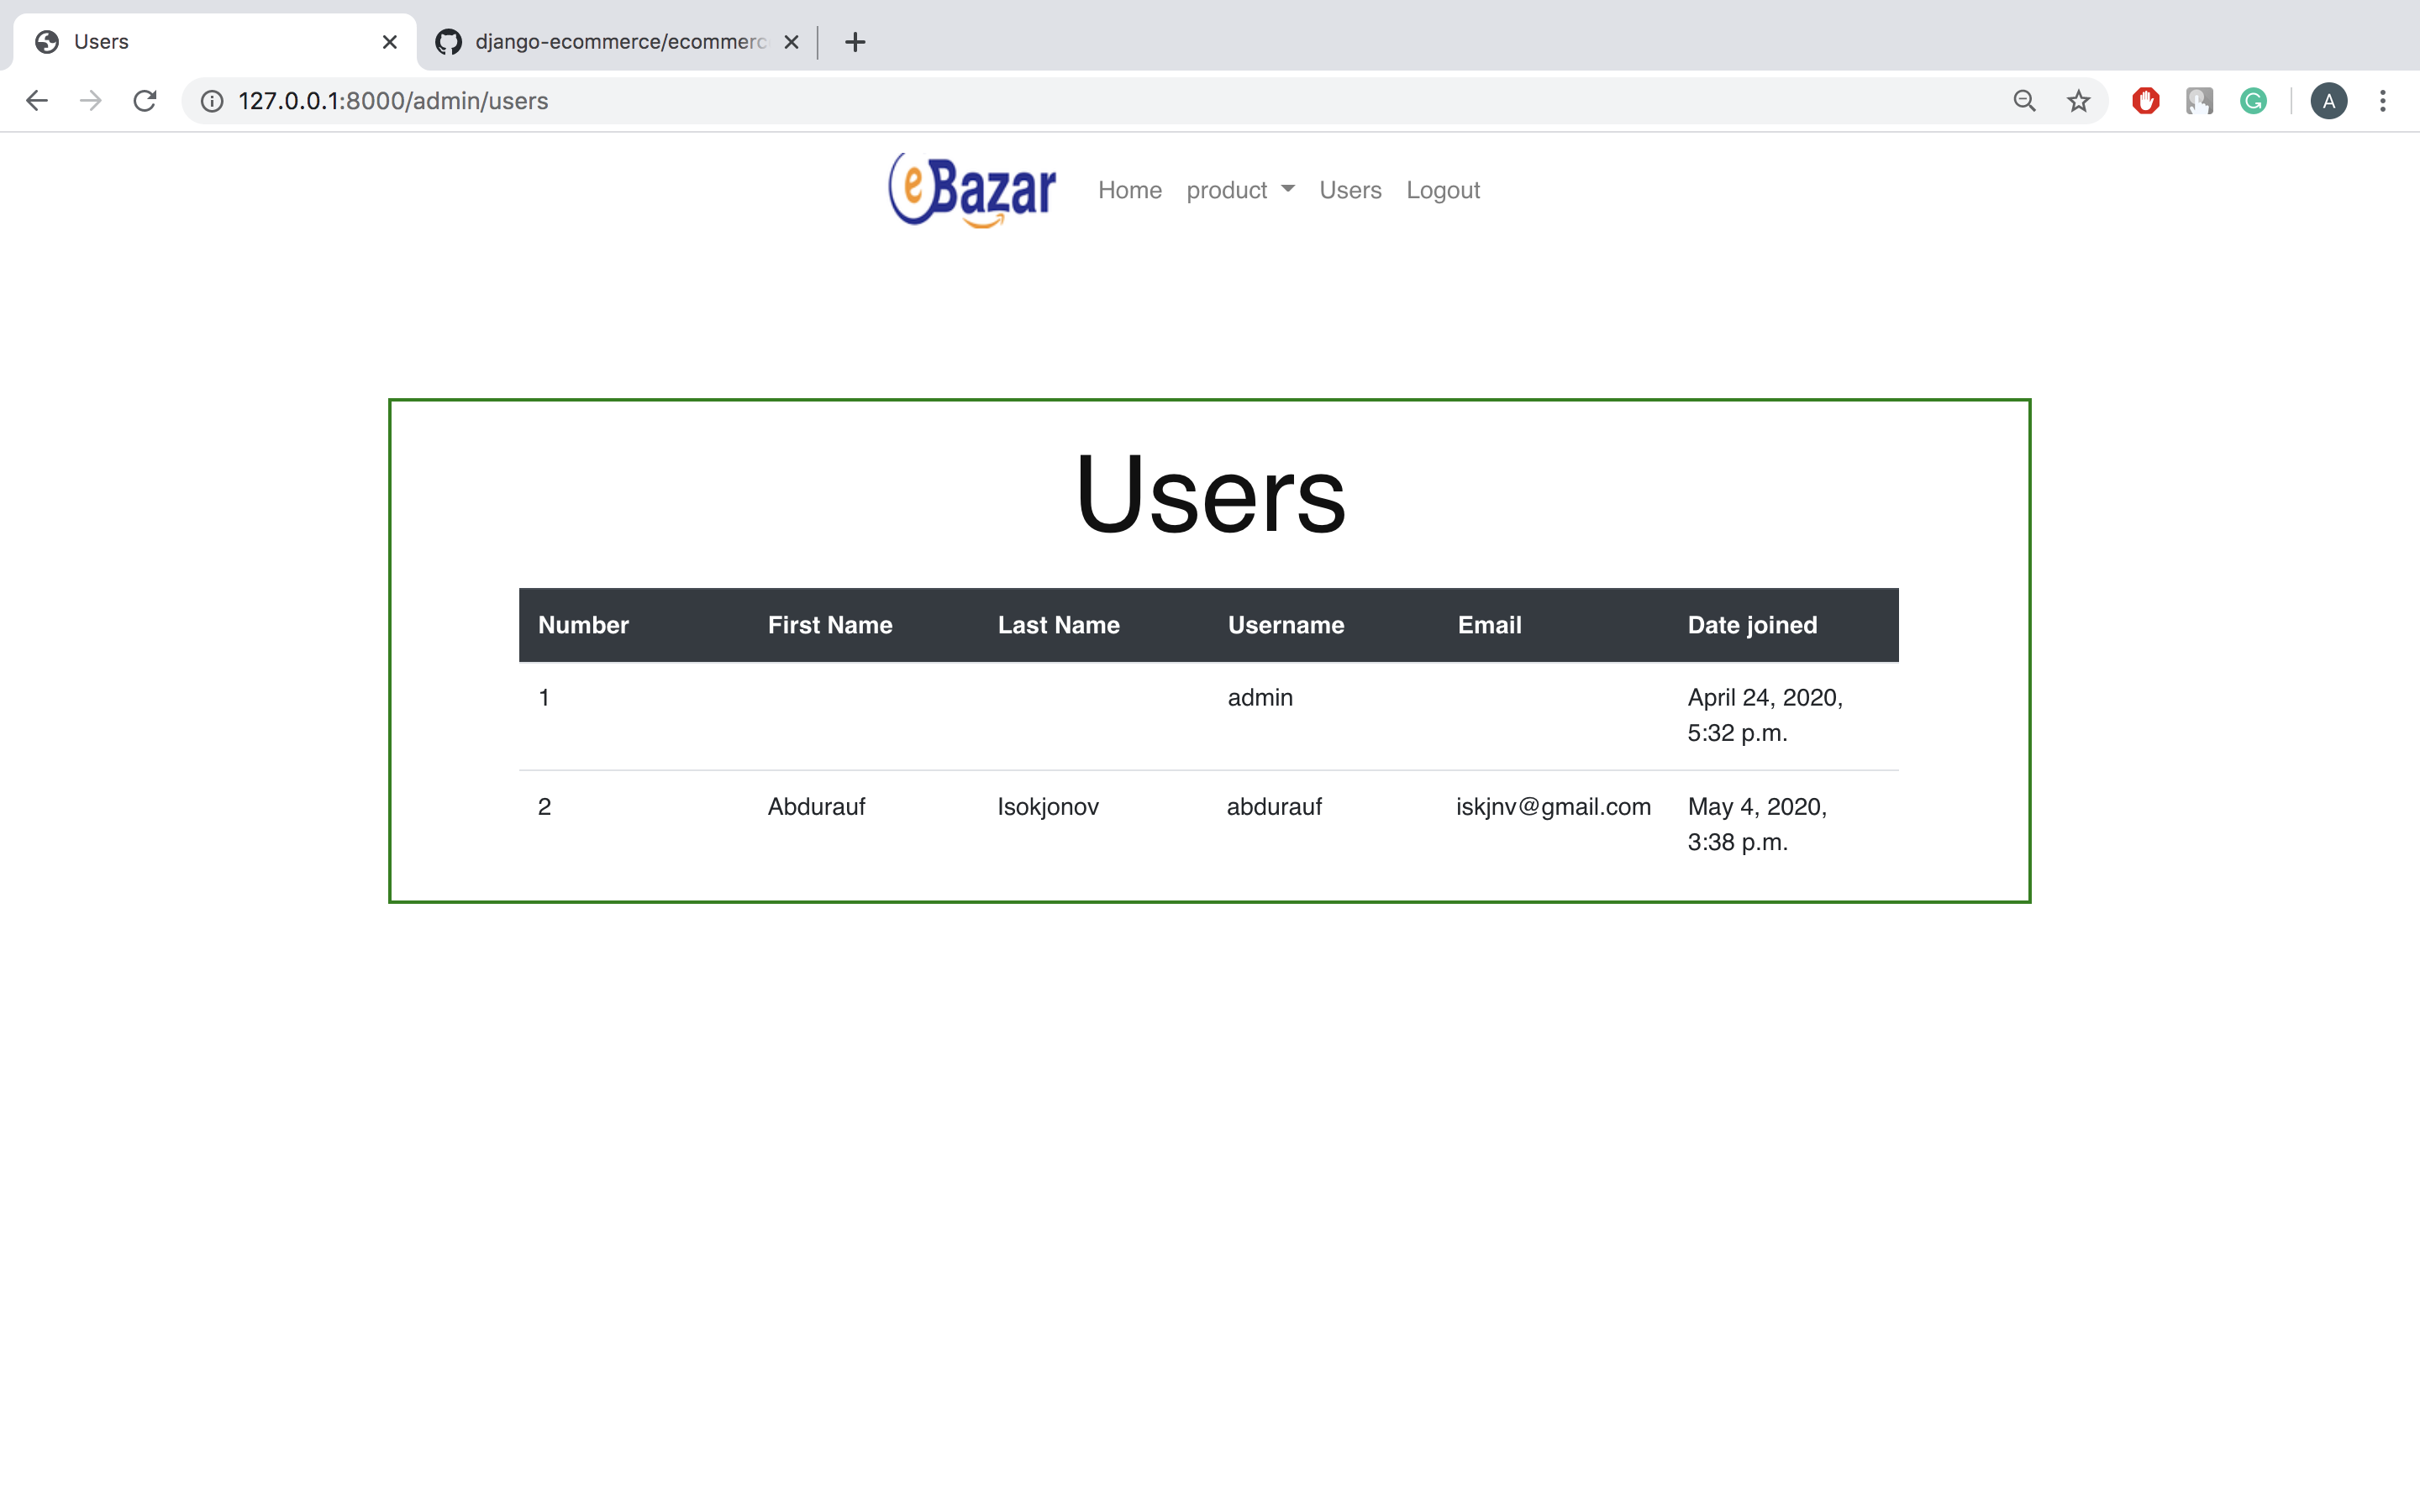 Users
django-ecommerce/ecommerc
127.0.0.1:8000/admin/users
A
eBazar
Home product Users Logout
Users
Number First Name Last Name Username Email Date joined
1 admin April 24, 2020,
5:32 p.m.
2 Abdurauf Isokjonov abdurauf iskjnv@gmail.com May 4, 2020,
3:38 p.m.